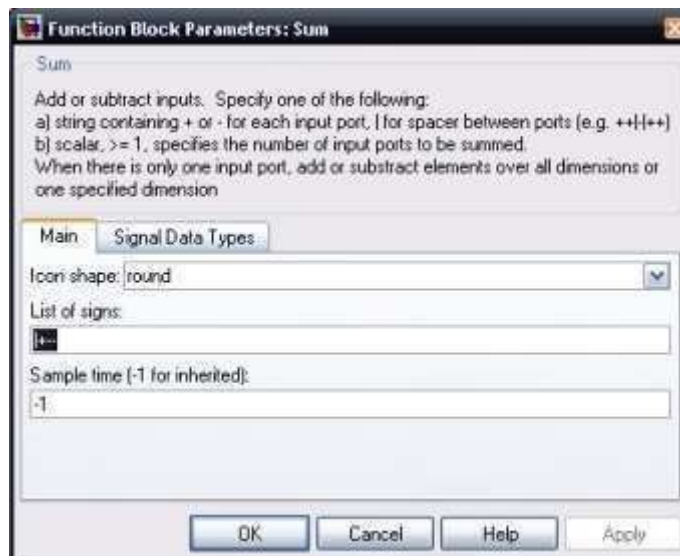 Function Block Parameters: Sum
Sum
Add or subtract inputs. Specify one of the following:
a) string containing + or - for each input port, | for spacer between ports (e.g. ++|-|++)
b) scalar, >= 1, specifies the number of input ports to be summed.
When there is only one input port, add or substract elements over all dimensions or
one specified dimension
Main
Signal Data Types
Icon shape: round
List of signs:
|+--
Sample time (-1 for inherited):
-1
OK
Cancel
Help
Apply